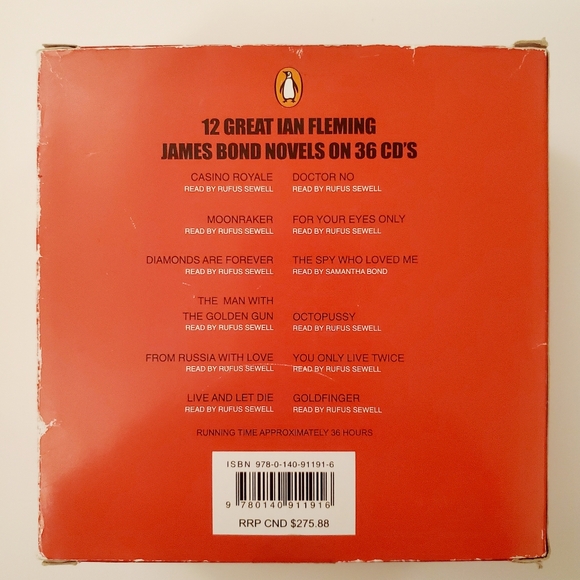 12 GREAT IAN FLEMING
JAMES BOND NOVELS ON 36 CD'S
CASINO ROYALE
READ BY RUFUS SEWELL
DOCTOR NO
READ BY RUFUS SEWELL
MOONRAKER
READ BY RUFUS SEWELL
FOR YOUR EYES ONLY
READ BY RUFUS SEWELL
DIAMONDS ARE FOREVER
READ BY RUFUS SEWELL
THE SPY WHO LOVED ME
READ BY SAMANTHA BOND
THE MAN WITH
THE GOLDEN GUN
READ BY RUFUS SEWELL
OCTOPUSSY
READ BY RUFUS SEWELL
FROM RUSSIA WITH LOVE
READ BY RUFUS SEWELL
YOU ONLY LIVE TWICE
READ BY RUFUS SEWELL
LIVE AND LET DIE
READ BY RUFUS SEWELL
GOLDFINGER
READ BY RUFUS SEWELL
RUNNING TIME APPROXIMATELY 36 HOURS
ISBN 978-0-140-91191-6
9 780140 911916
RRP CND $275.88